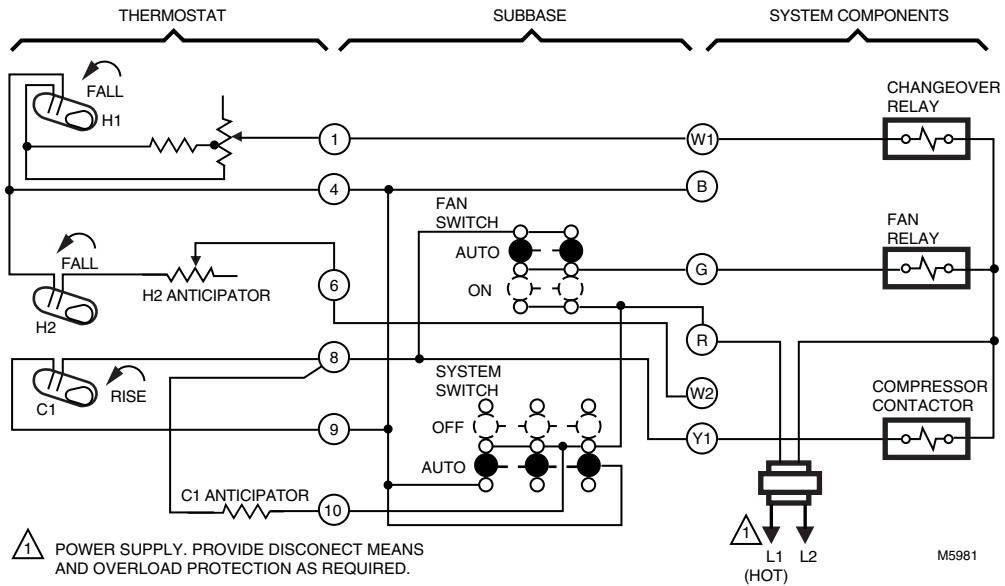 THERMOSTAT
SUBBASE
SYSTEM COMPONENTS
FALL
H1
CHANGEOVER
RELAY
1
W1
4
B
FAN
SWITCH
FAN
RELAY
AUTO
FALL
G
ON
6
H2 ANTICIPATOR
H2
R
8
SYSTEM
SWITCH
COMPRESSOR
CONTACTOR
RISE
C1
W2
OFF
9
Y1
AUTO
C1 ANTICIPATOR
10
1
POWER SUPPLY. PROVIDE DISCONECT MEANS
AND OVERLOAD PROTECTION AS REQUIRED.
1
L1
L2
(HOT)
M5981